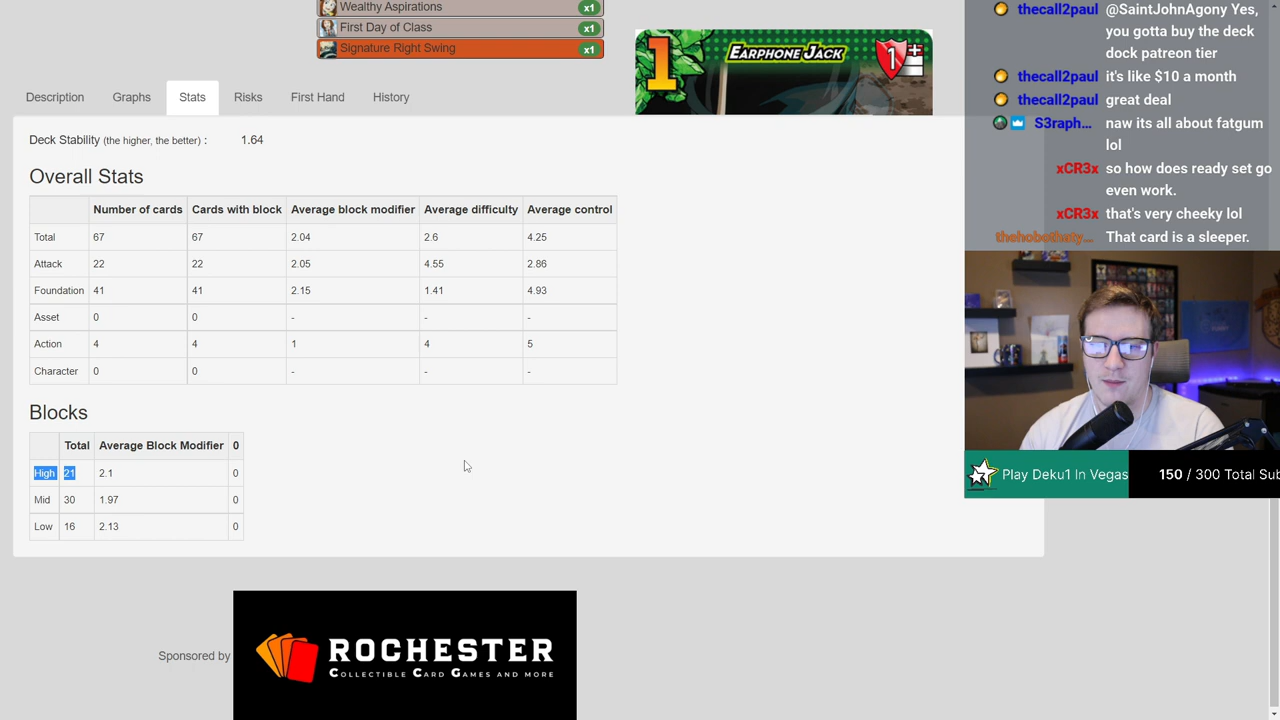 Wealthy Aspirations x1
First Day of Class x1
Signature Right Swing x1
1 EARPHONE JACK 1 +
Description Graphs Stats Risks First Hand History
Deck Stability (the higher, the better) : 1.64
Overall Stats
Number of cards Cards with block Average block modifier Average difficulty Average control
Total 67 67 2.04 2.6 4.25
Attack 22 22 2.05 4.55 2.86
Foundation 41 41 2.15 1.41 4.93
Asset 0 0 - - -
Action 4 4 1 4 5
Character 0 0 - - -
Blocks
Total Average Block Modifier 0
High 21 2.1 0
Mid 30 1.97 0
Low 16 2.13 0
Sponsored by
ROCHESTER
COLLECTIBLE CARD GAMES AND MORE
thecall2paul @SaintJohnAgony Yes,
you gotta buy the deck
dock patreon tier
thecall2paul it's like $10 a month
thecall2paul great deal
S3raph… naw its all about fatgum
lol
xCR3x so how does ready set go
even work.
xCR3x that's very cheeky lol
thehobothuty… That card is a sleeper.
Play Deku1 In Vegas 150 / 300 Total Sub